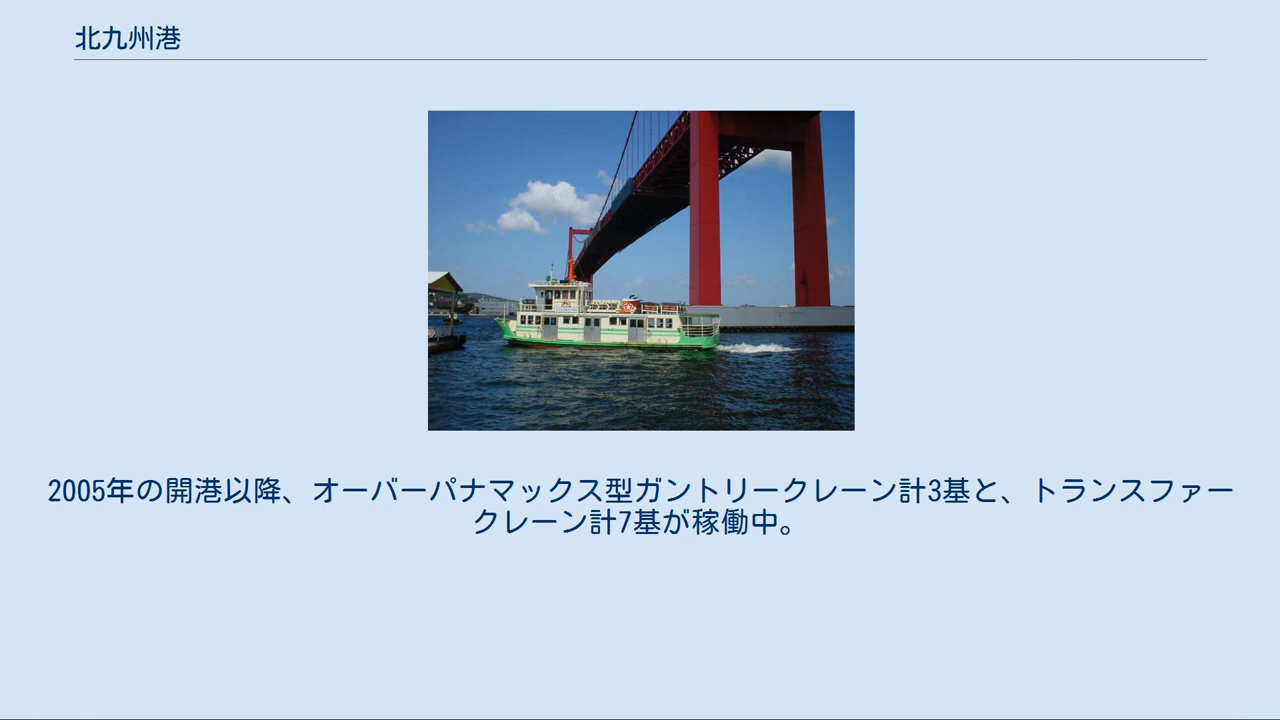 北九州港
2005年の開港以降、オーバーパナマックス型ガントリークレーン計3基と、トランスファー
クレーン計7基が稼働中。